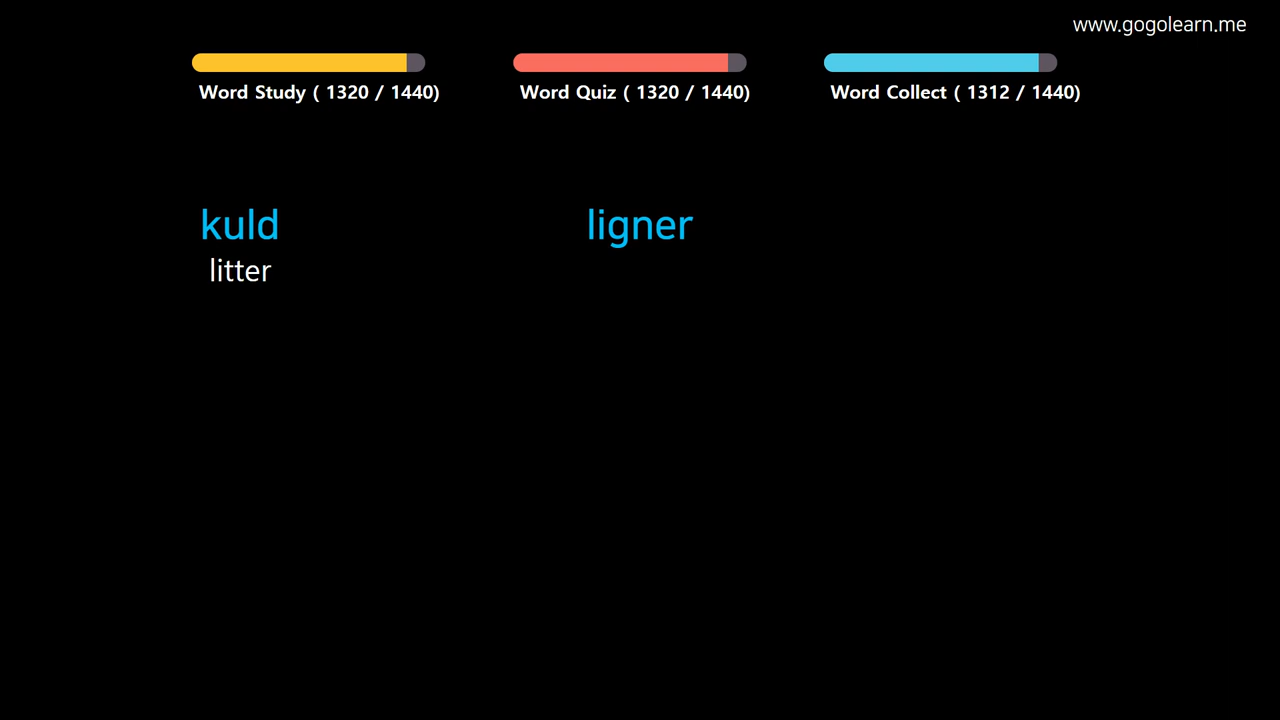 www.gogolearn.me
Word Study ( 1320 / 1440)
Word Quiz ( 1320 / 1440)
Word Collect ( 1312 / 1440)
kuld
litter
ligner